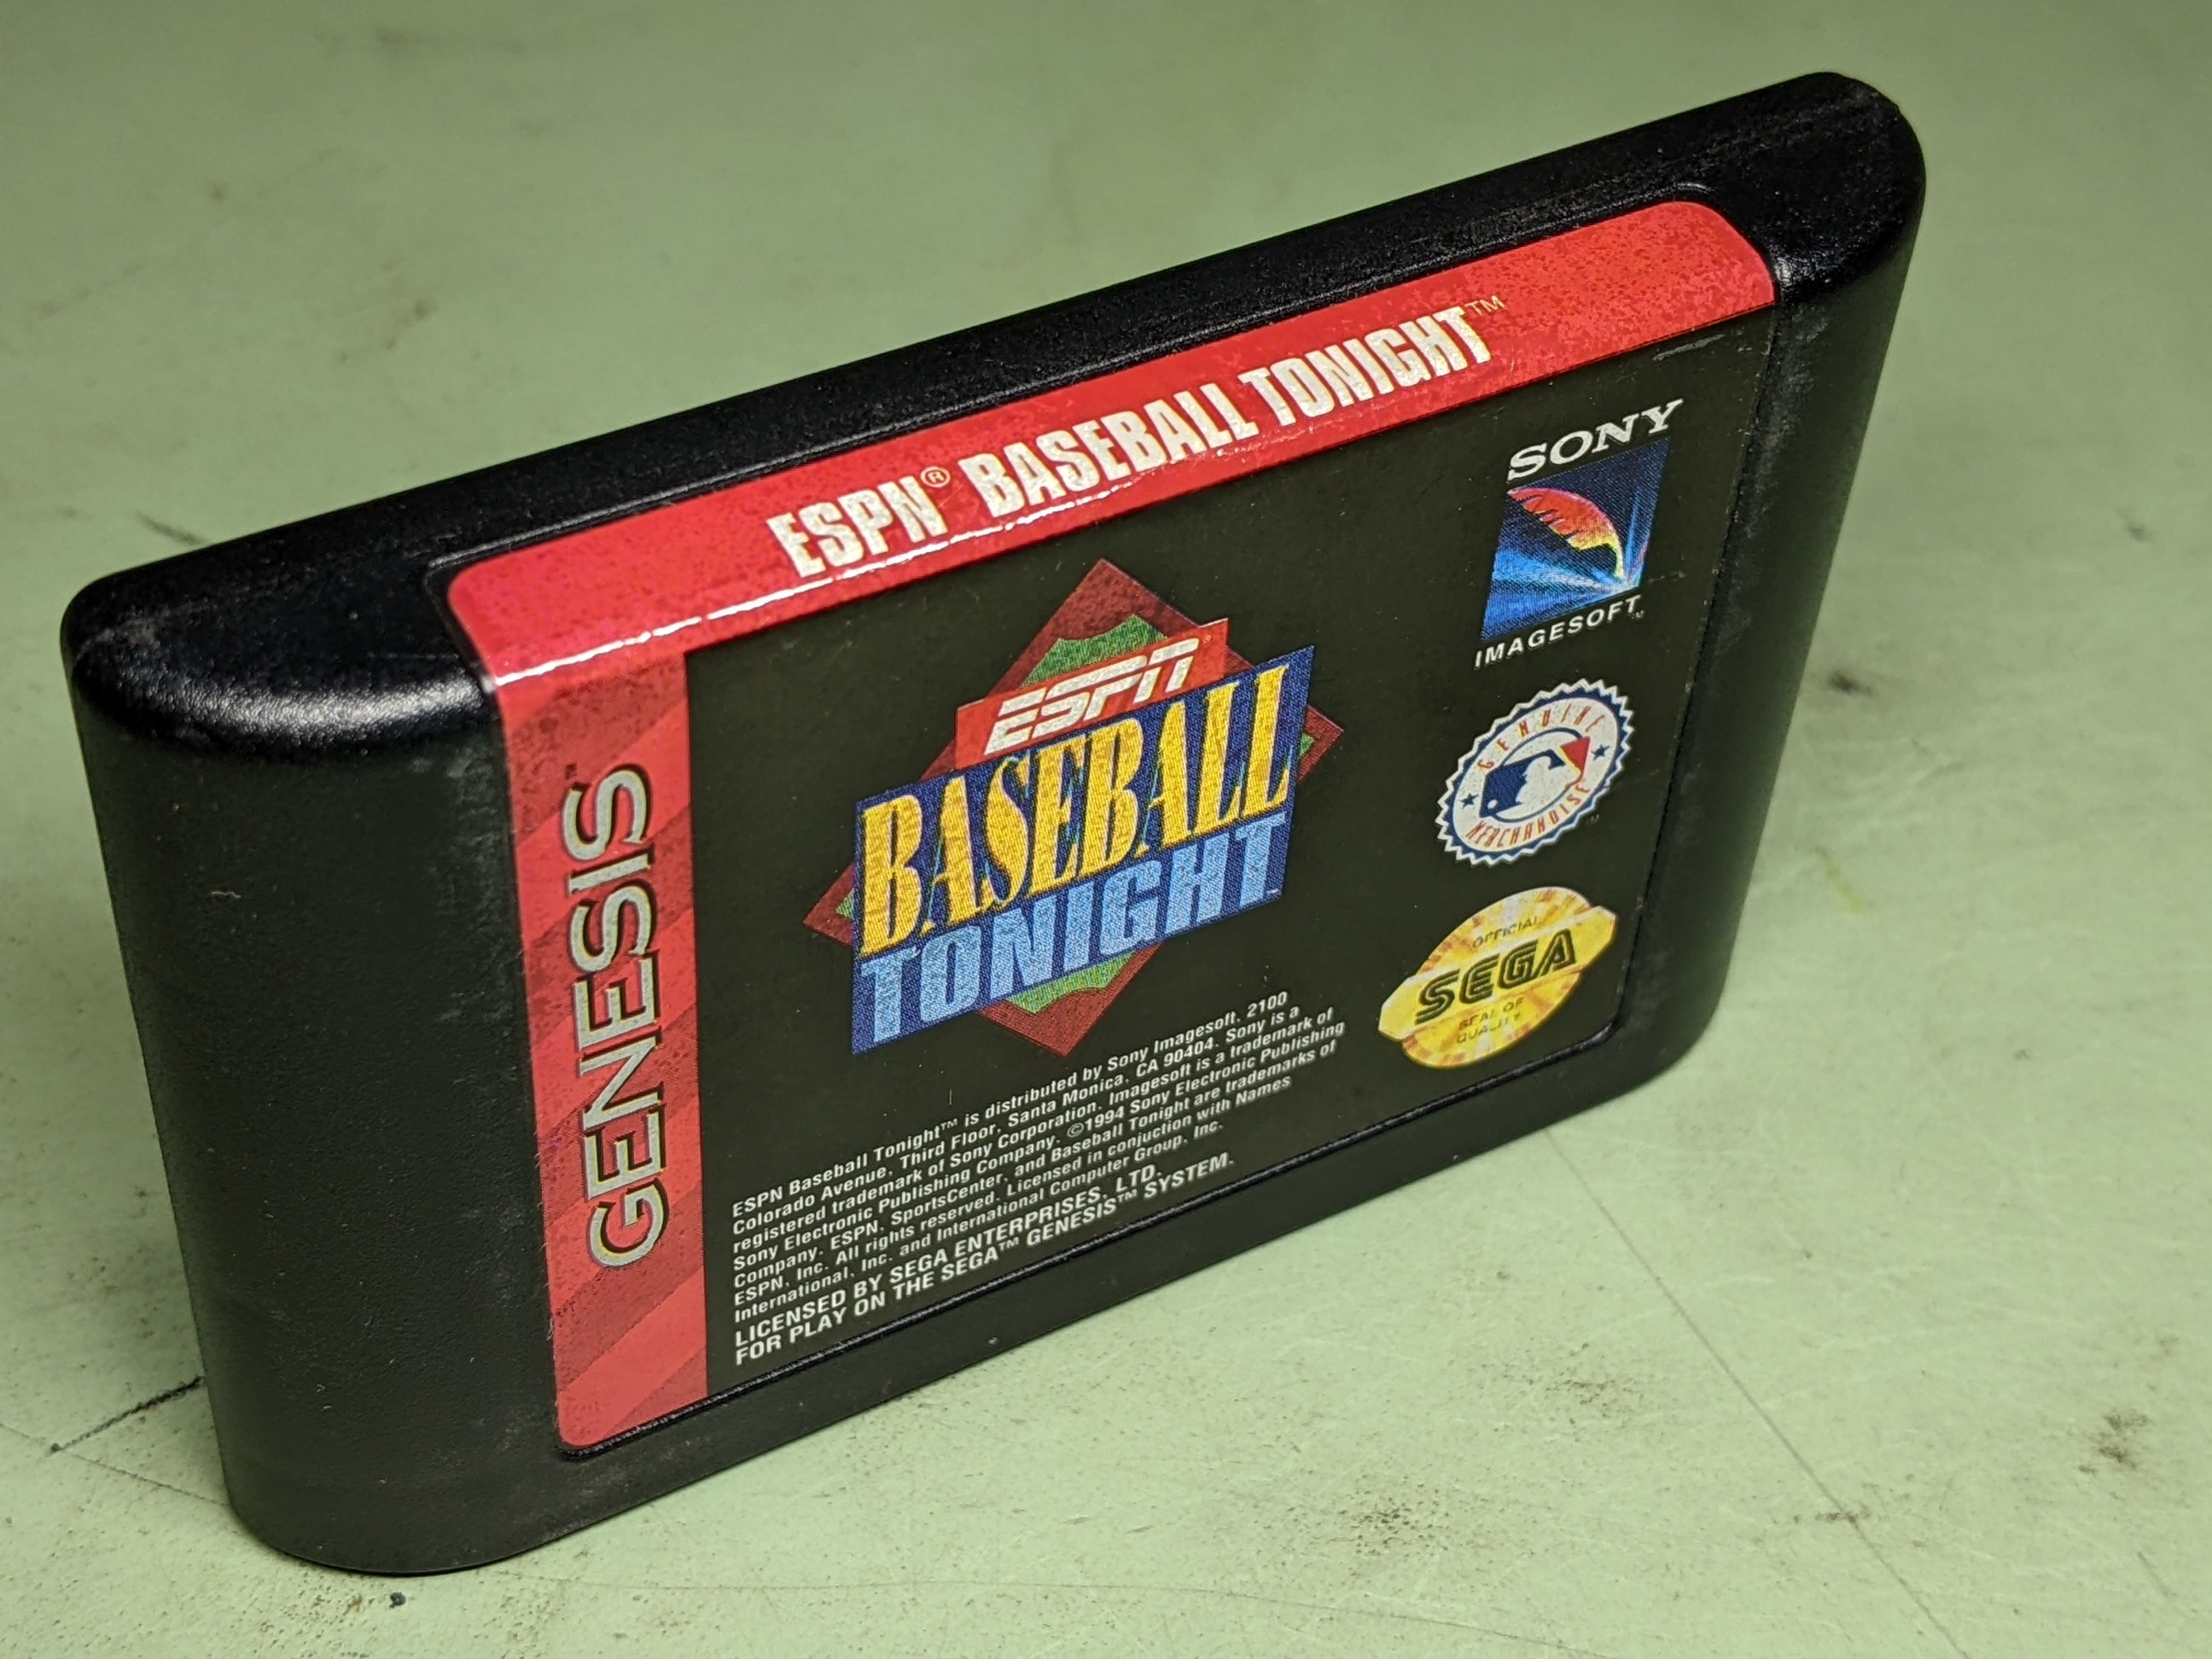 ESPN® BASEBALL TONIGHT™
SONY
IMAGESOFT™
ESPN®
BASEBALL
TONIGHT™
GENUINE
MERCHANDISE™
OFFICIAL
SEGA
SEAL OF
QUALITY
GENESIS™
ESPN Baseball Tonight™ is distributed by Sony Imagesoft, 2100
Colorado Avenue, Third Floor, Santa Monica, CA 90404. Sony is a
registered trademark of Sony Corporation. Imagesoft is a trademark of
Sony Electronic Publishing Company. ©1994 Sony Electronic Publishing
Company. ESPN, SportsCenter, and Baseball Tonight are trademarks of
ESPN, Inc. All rights reserved. Licensed in conjuction with Names
International, Inc. and International Computer Group, Inc.
LICENSED BY SEGA ENTERPRISES, LTD.
FOR PLAY ON THE SEGA™ GENESIS™ SYSTEM.